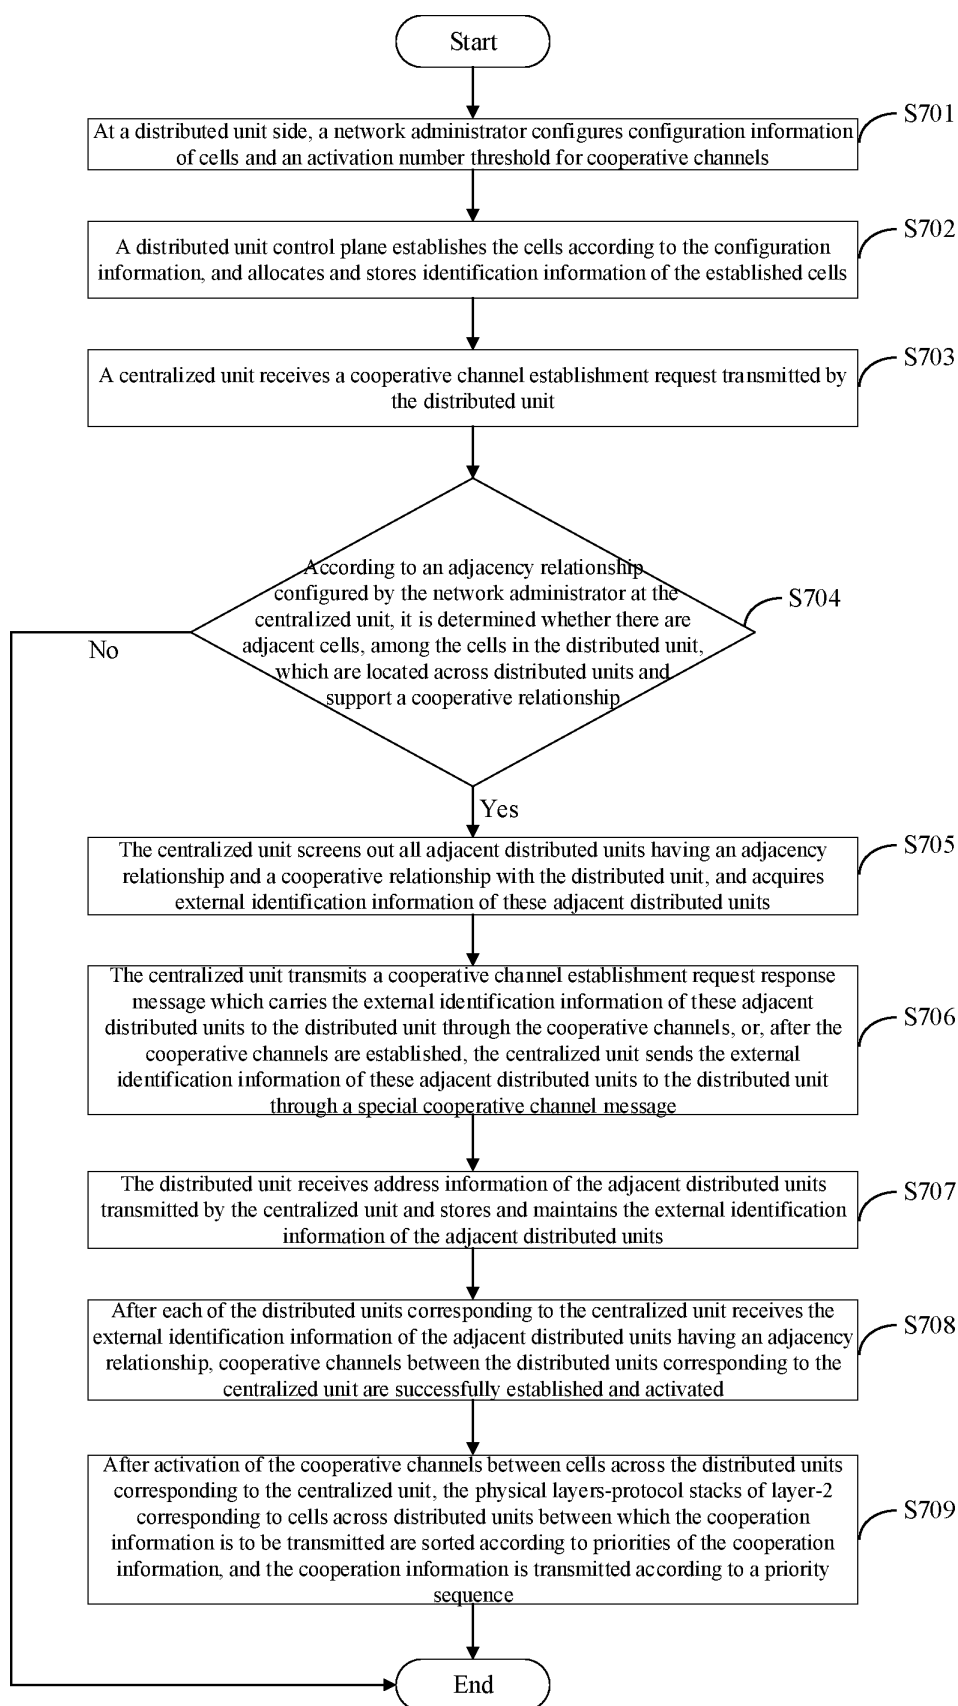 Start
S701
At a distributed unit side, a network administrator configures configuration information
of cells and an activation number threshold for cooperative channels
S702
A distributed unit control plane establishes the cells according to the configuration
information, and allocates and stores identification information of the established cells
S703
A centralized unit receives a cooperative channel establishment request transmitted by
the distributed unit
According to an adjacency relationship
configured by the network administrator at the
centralized unit, it is determined whether there are
adjacent cells, among the cells in the distributed unit,
which are located across distributed units and
support a cooperative relationship
S704
No
Yes
S705
The centralized unit screens out all adjacent distributed units having an adjacency
relationship and a cooperative relationship with the distributed unit, and acquires
external identification information of these adjacent distributed units
S706
The centralized unit transmits a cooperative channel establishment request response
message which carries the external identification information of these adjacent
distributed units to the distributed unit through the cooperative channels, or, after the
cooperative channels are established, the centralized unit sends the external
identification information of these adjacent distributed units to the distributed unit
through a special cooperative channel message
S707
The distributed unit receives address information of the adjacent distributed units
transmitted by the centralized unit and stores and maintains the external identification
information of the adjacent distributed units
S708
After each of the distributed units corresponding to the centralized unit receives the
external identification information of the adjacent distributed units having an adjacency
relationship, cooperative channels between the distributed units corresponding to the
centralized unit are successfully established and activated
S709
After activation of the cooperative channels between cells across the distributed units
corresponding to the centralized unit, the physical layers-protocol stacks of layer-2
corresponding to cells across distributed units between which the cooperation
information is to be transmitted are sorted according to priorities of the cooperation
information, and the cooperation information is transmitted according to a priority
sequence
End